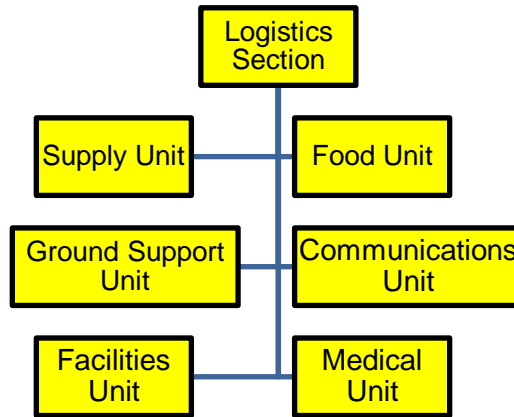 Logistics
Section
Supply Unit
Food Unit
Ground Support
Unit
Communications
Unit
Facilities
Unit
Medical
Unit